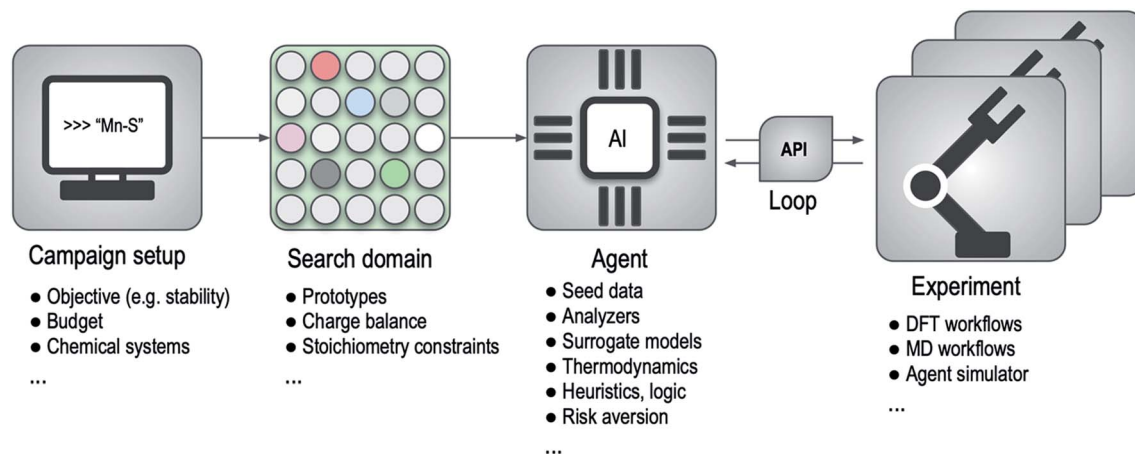 >>> “Mn-S”
Campaign setup
● Objective (e.g. stability)
● Budget
● Chemical systems
...
Search domain
● Prototypes
● Charge balance
● Stoichiometry constraints
...
AI
Agent
● Seed data
● Analyzers
● Surrogate models
● Thermodynamics
● Heuristics, logic
● Risk aversion
...
API
Loop
Experiment
● DFT workflows
● MD workflows
● Agent simulator
...